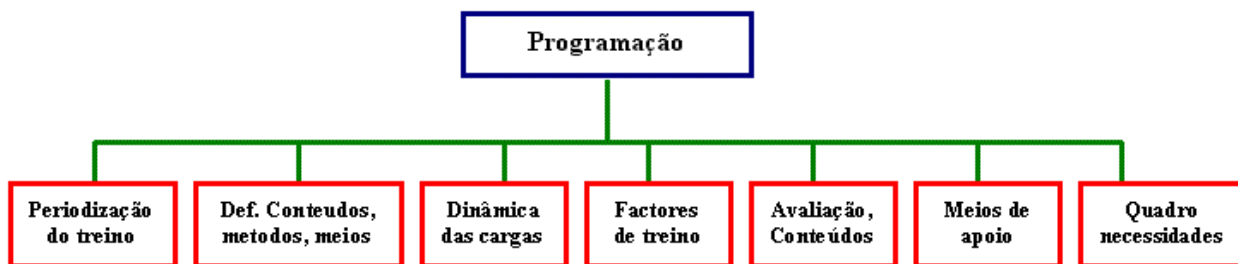 Programação
Periodização
do treino
Def. Conteudos,
metodos, meios
Dinâmica
das cargas
Factores
de treino
Avaliação,
Conteúdos
Meios de
apoio
Quadro
necessidades